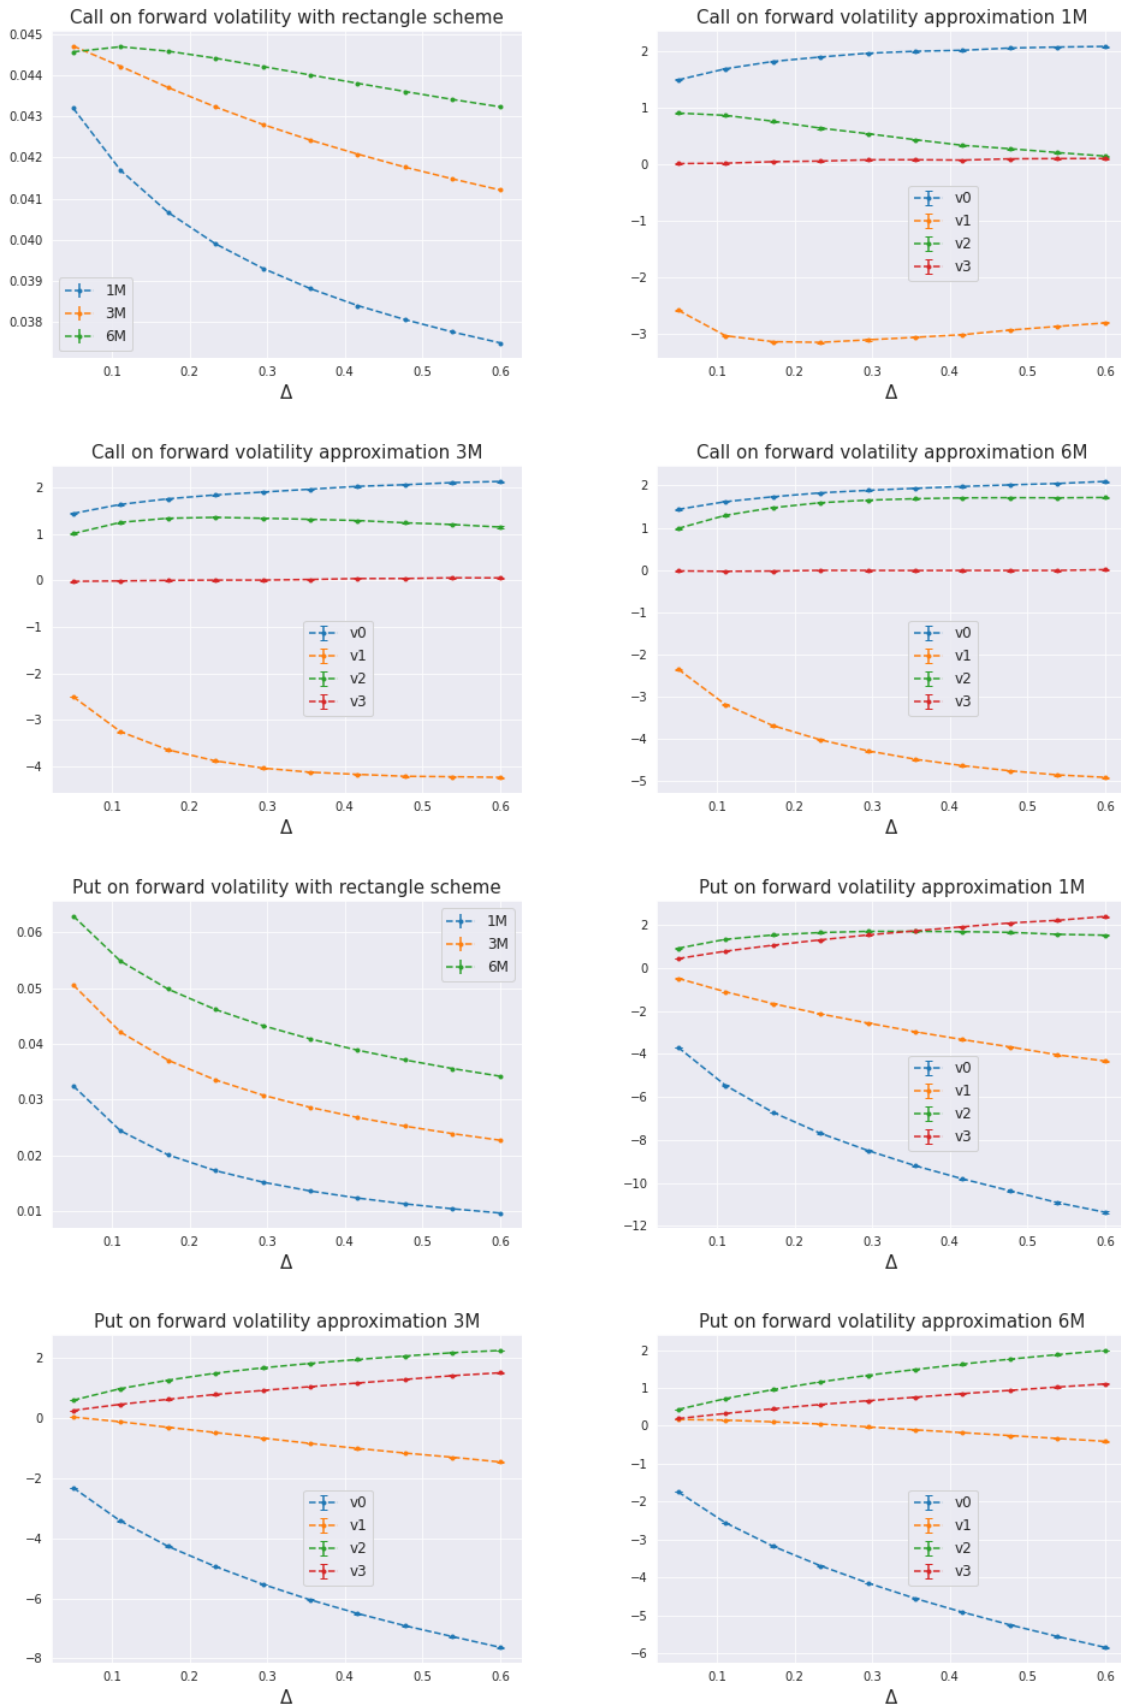 Call on forward volatility with rectangle scheme
0.045
0.044
0.043
0.042
0.041
0.040
0.039
0.038
1M
3M
6M
0.1 0.2 0.3 0.4 0.5 0.6
Δ
Call on forward volatility approximation 1M
2
1
0
−1
−2
−3
v0
v1
v2
v3
0.1 0.2 0.3 0.4 0.5 0.6
Δ
Call on forward volatility approximation 3M
2
1
0
−1
−2
−3
−4
v0
v1
v2
v3
0.1 0.2 0.3 0.4 0.5 0.6
Δ
Call on forward volatility approximation 6M
2
1
0
−1
−2
−3
−4
−5
v0
v1
v2
v3
0.1 0.2 0.3 0.4 0.5 0.6
Δ
Put on forward volatility with rectangle scheme
0.06
0.05
0.04
0.03
0.02
0.01
1M
3M
6M
0.1 0.2 0.3 0.4 0.5 0.6
Δ
Put on forward volatility approximation 1M
2
0
−2
−4
−6
−8
−10
−12
v0
v1
v2
v3
0.1 0.2 0.3 0.4 0.5 0.6
Δ
Put on forward volatility approximation 3M
2
0
−2
−4
−6
−8
v0
v1
v2
v3
0.1 0.2 0.3 0.4 0.5 0.6
Δ
Put on forward volatility approximation 6M
2
1
0
−1
−2
−3
−4
−5
−6
v0
v1
v2
v3
0.1 0.2 0.3 0.4 0.5 0.6
Δ